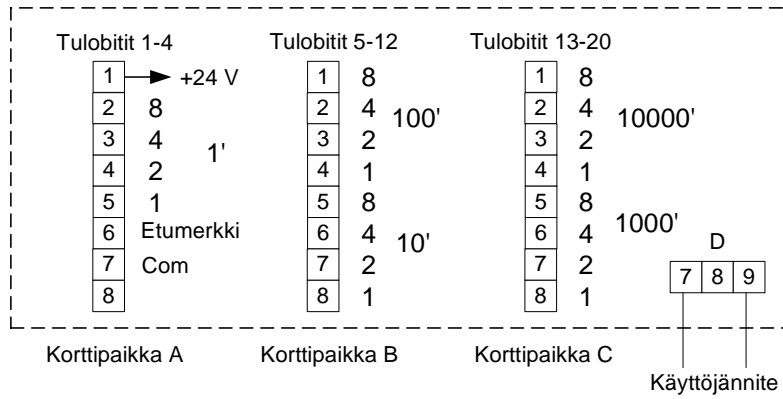 Tulobitit 1-4 Tulobitit 5-12 Tulobitit 13-20
1 +24 V 1 8 1 8
2 8 2 4 100' 2 4 10000'
3 4 1' 3 2 3 2
4 2 4 1 4 1
5 1 5 8 5 8
6 Etumerkki 6 4 10' 6 4 1000' D
7 Com 7 2 7 2 7 8 9
8 8 1 8 1
Korttipaikka A Korttipaikka B Korttipaikka C
Käyttöjännite